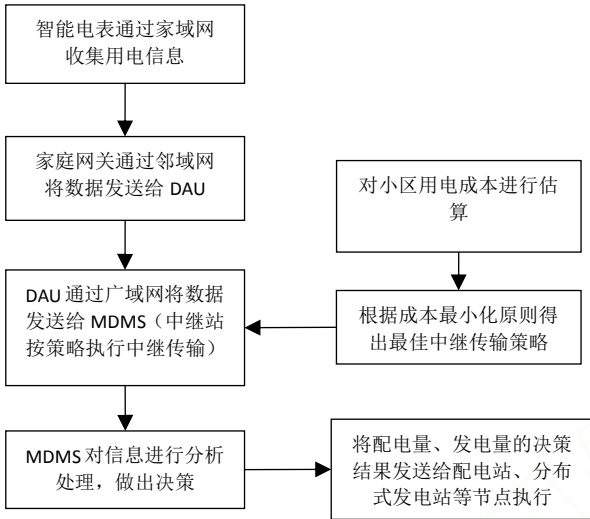 智能电表通过家域网
收集用电信息
家庭网关通过邻域网
将数据发送给 DAU
对小区用电成本进行估
算
DAU 通过广域网将数据
发送给 MDMS（中继站
按策略执行中继传输）
根据成本最小化原则得
出最佳中继传输策略
MDMS 对信息进行分析
处理，做出决策
将配电量、发电量的决策
结果发送给配电站、分布
式发电站等节点执行